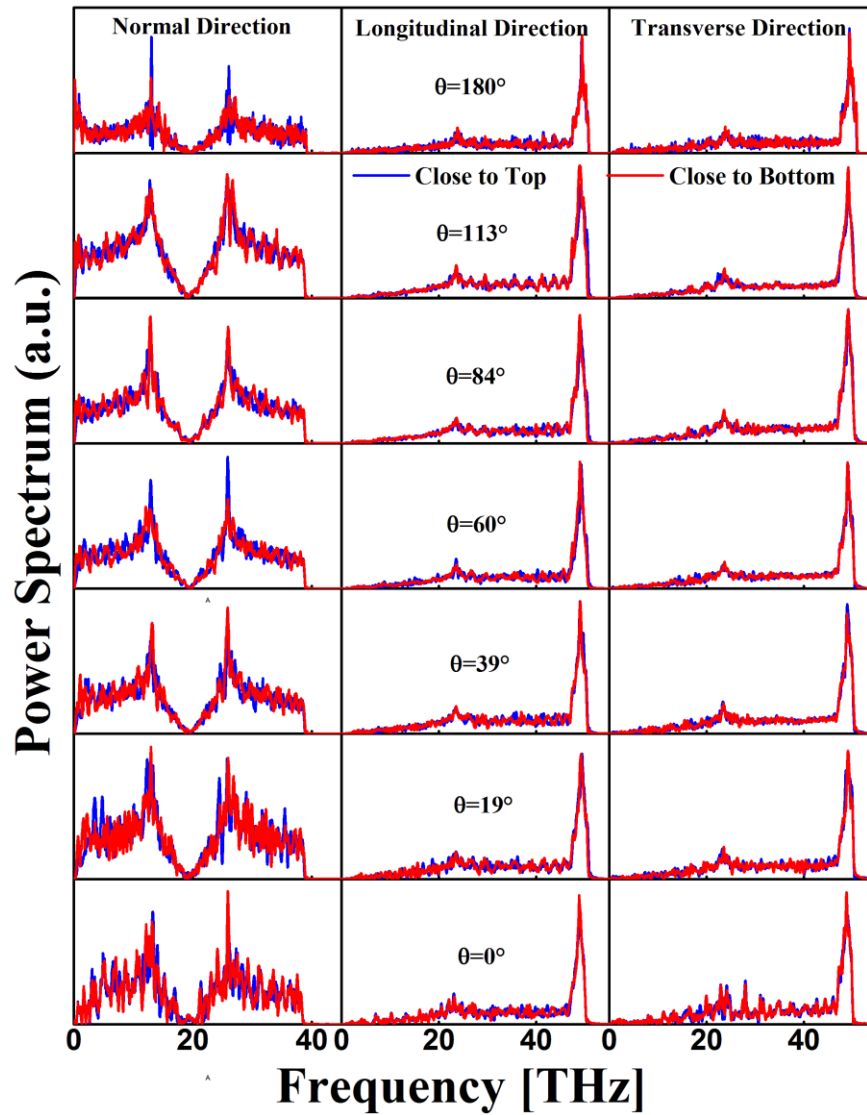 Normal Direction Longitudinal Direction Transverse Direction
θ=180°
Close to Top Close to Bottom
θ=113°
θ=84°
θ=60°
θ=39°
θ=19°
θ=0°
Power Spectrum (a.u.)
0 20 40 0 20 40 0 20 40
Frequency [THz]